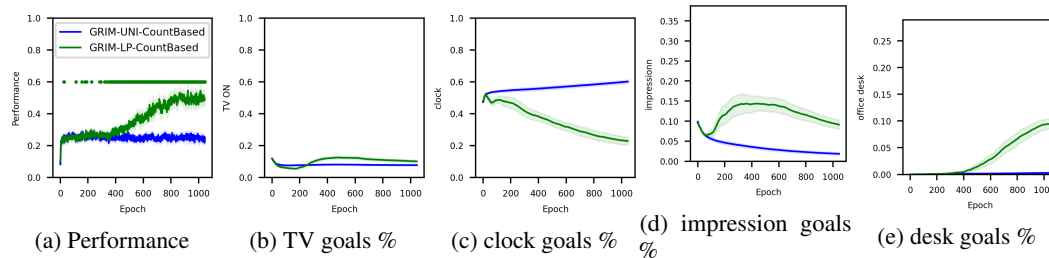 1.0
0.8
0.6
0.4
0.2
0.0
Performance
GRIM-UNI-CountBased
GRIM-LP-CountBased
0 200 400 600 800 1000
Epoch
(a) Performance
1.0
0.8
0.6
0.4
0.2
0.0
TV ON
0 200 400 600 800 1000
Epoch
(b) TV goals %
1.0
0.8
0.6
0.4
0.2
0.0
clock
0 200 400 600 800 1000
Epoch
(c) clock goals %
0.35
0.30
0.25
0.20
0.15
0.10
0.05
0.00
impressionn
0 200 400 600 800 1000
Epoch
(d) impression goals
%
0.25
0.20
0.15
0.10
0.05
0.00
office desk
0 200 400 600 800 1000
Epoch
(e) desk goals %